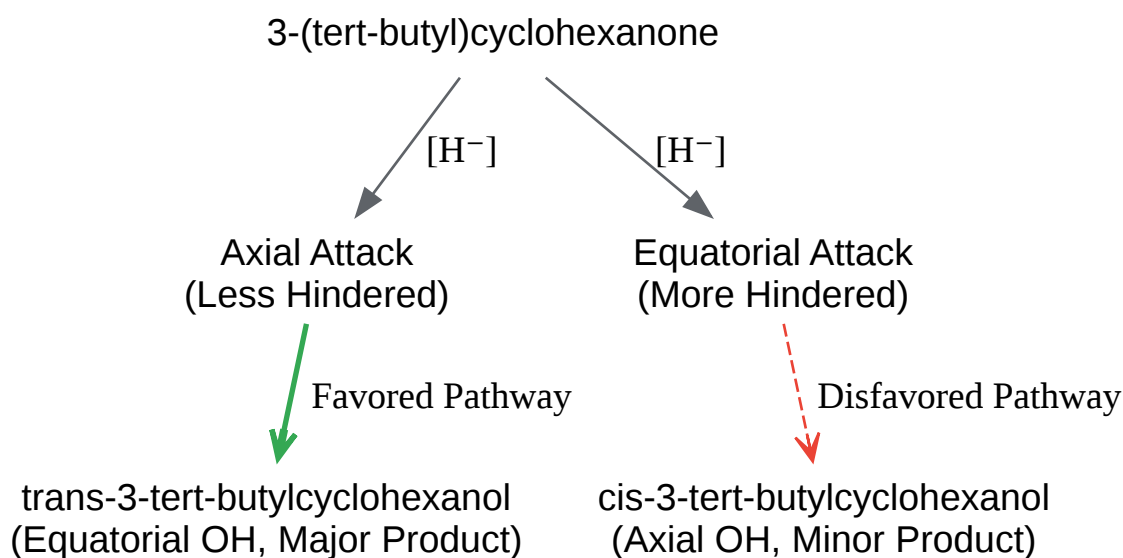 3-(tert-butyl)cyclohexanone
[H⁻]
[H⁻]
Axial Attack
(Less Hindered)
Equatorial Attack
(More Hindered)
Favored Pathway
Disfavored Pathway
trans-3-tert-butylcyclohexanol
(Equatorial OH, Major Product)
cis-3-tert-butylcyclohexanol
(Axial OH, Minor Product)